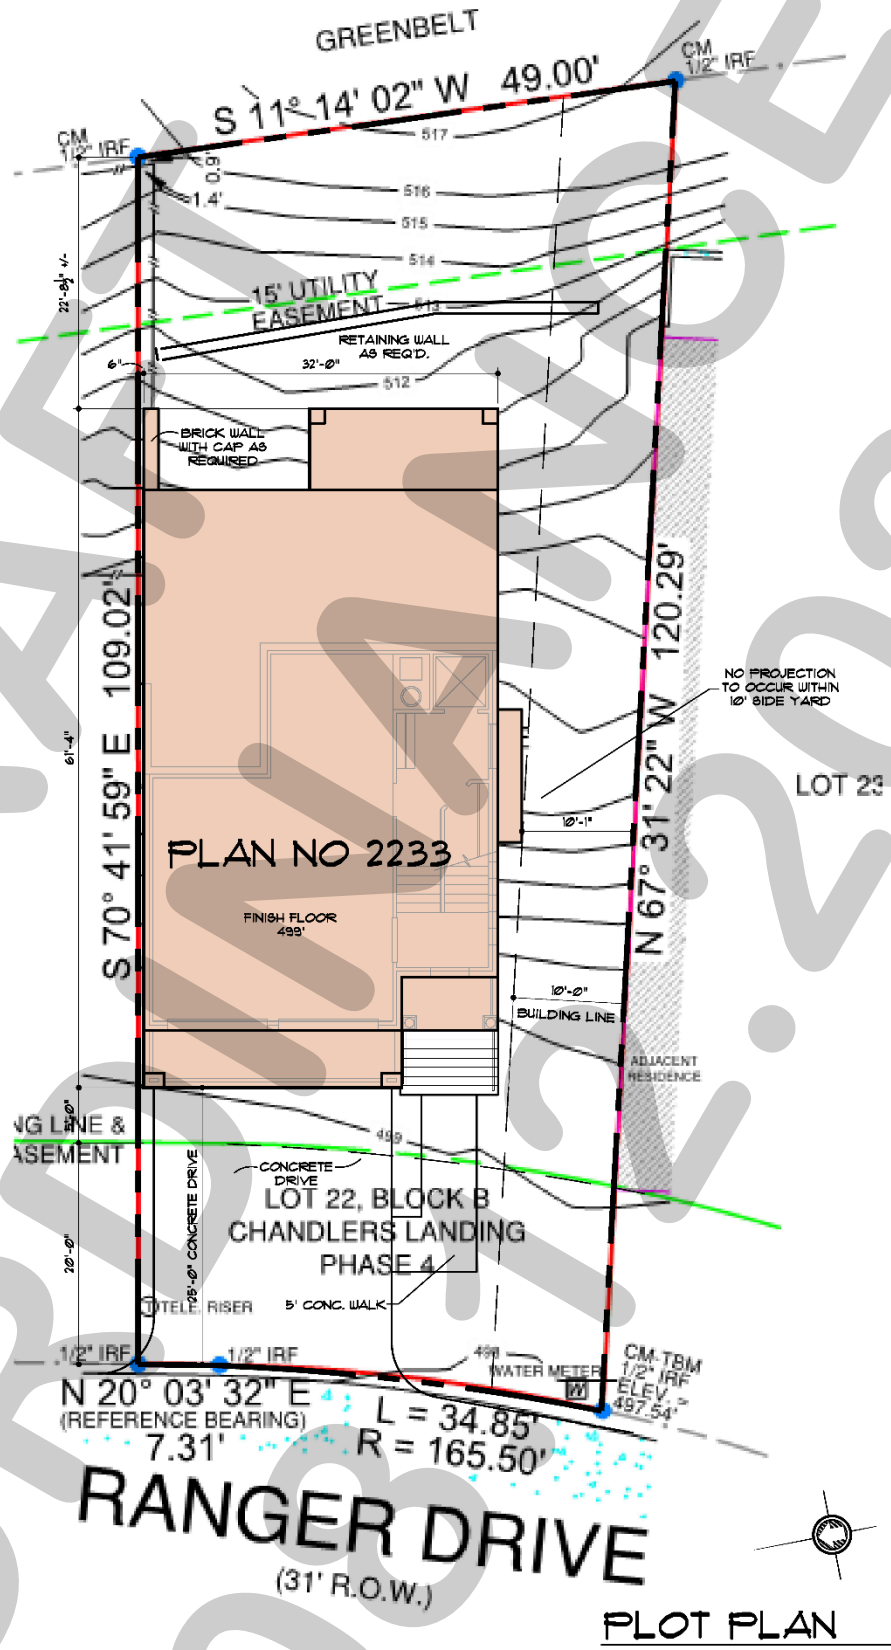 GREENBELT
CM
1/2" IRF
S 11° 14' 02" W 49.00'
517
CM
1/2" IRF
0.9'
1.4'
516
515
514
22'-8½" +/-
15' UTILITY
EASEMENT
513
RETAINING WALL
AS REQ'D.
6"
32'-0"
512
BRICK WALL
WITH CAP AS
REQUIRED
S 70° 41' 59" E 109.02'
N 67° 31' 22" W 120.29'
NO PROJECTION
TO OCCUR WITHIN
10' SIDE YARD
61'-4"
LOT 23
10'-1"
PLAN NO 2233
FINISH FLOOR
499'
10'-0"
BUILDING LINE
ADJACENT
RESIDENCE
NG LINE &
ASEMENT
499
CONCRETE
DRIVE
25'-0" CONCRETE DRIVE
LOT 22, BLOCK B
CHANDLERS LANDING
PHASE 4
20'-0"
5' CONC. WALK
TELE. RISER
1/2" IRF
1/2" IRF
498
WATER METER
W
CM-TBM
1/2" IRF
ELEV. =
497.54'
N 20° 03' 32" E
(REFERENCE BEARING)
7.31'
L = 34.85'
R = 165.50'
RANGER DRIVE
(31' R.O.W.)
PLOT PLAN